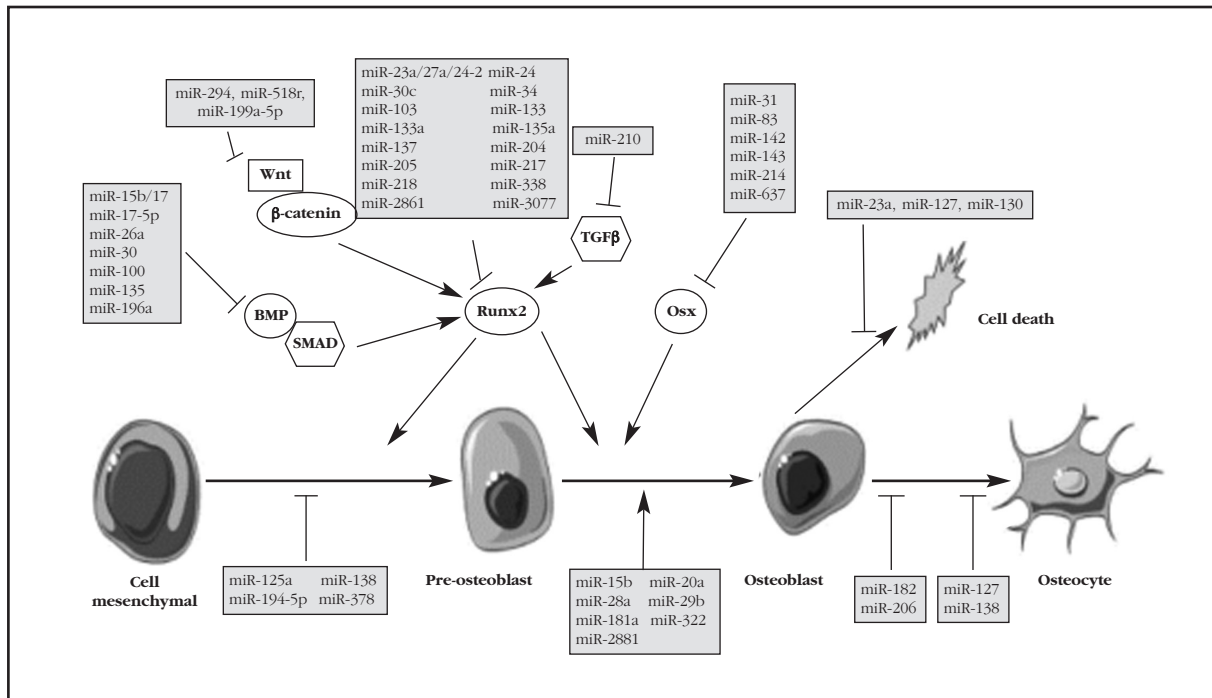 miR-294, miR-518r,
miR-199a-5p
Wnt
β-catenin
miR-23a/27a/24-2 miR-24
miR-30c miR-34
miR-103 miR-133
miR-133a miR-135a
miR-137 miR-204
miR-205 miR-217
miR-218 miR-338
miR-2861 miR-3077
miR-210
TGFβ
miR-31
miR-83
miR-142
miR-143
miR-214
miR-637
miR-23a, miR-127, miR-130
miR-15b/17
miR-17-5p
miR-26a
miR-30
miR-100
miR-135
miR-196a
BMP
SMAD
Runx2
Osx
Cell death
Cell
mesenchymal
miR-125a miR-138
miR-194-5p miR-378
Pre-osteoblast
miR-15b miR-20a
miR-28a miR-29b
miR-181a miR-322
miR-2881
Osteoblast
miR-182
miR-206
miR-127
miR-138
Osteocyte